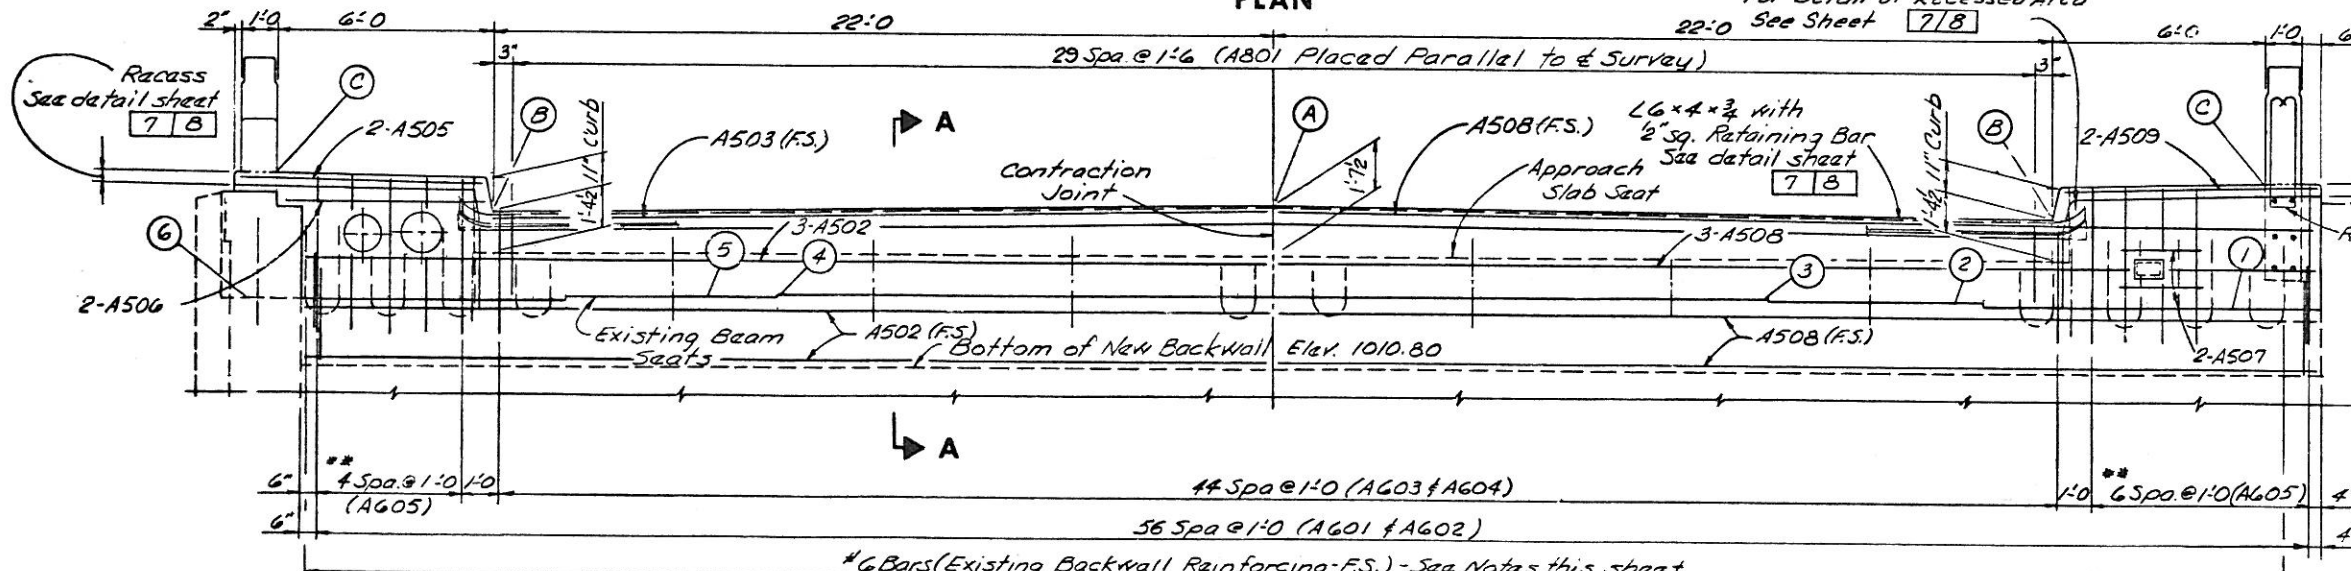 PLAN
See Sheet 7/8
2" 1'-0 6'-0 22'-0 22'-0 6'-0 1'-0 6
3" 29 Spa. @ 1'-6 (A801 Placed Parallel to ℄ Survey) 3"
Recess
See detail sheet
7 8
C
2-A505
B
1'-4½
11" Curb
A503 (F.S.)
A
A
A508 (F.S.)
Contraction
Joint
1'-7½
L6 × 4 × ¾ with
½" sq. Retaining Bar
See detail sheet
7 8
Approach
Slab Seat
1'-4½
11" Curb
B
2-A509
C
6
5
3-A502
4
3-A508
3
2
1
2-A506
Existing Beam
Seats
A502 (F.S.)
Bottom of New Backwall Elev. 1010.80
A508 (F.S.)
2-A507
A
6" ** 4 Spa. @ 1'-0 1'-0 44 Spa @ 1'-0 (A603 & A604) 1'-0 ** 6 Spa. @ 1'-0 (A605) 4
(A605)
6" 56 Spa @ 1'-0 (A601 & A602) 4
#6 Bars (Existing Backwall Reinforcing-F.S.) - See Notes this sheet